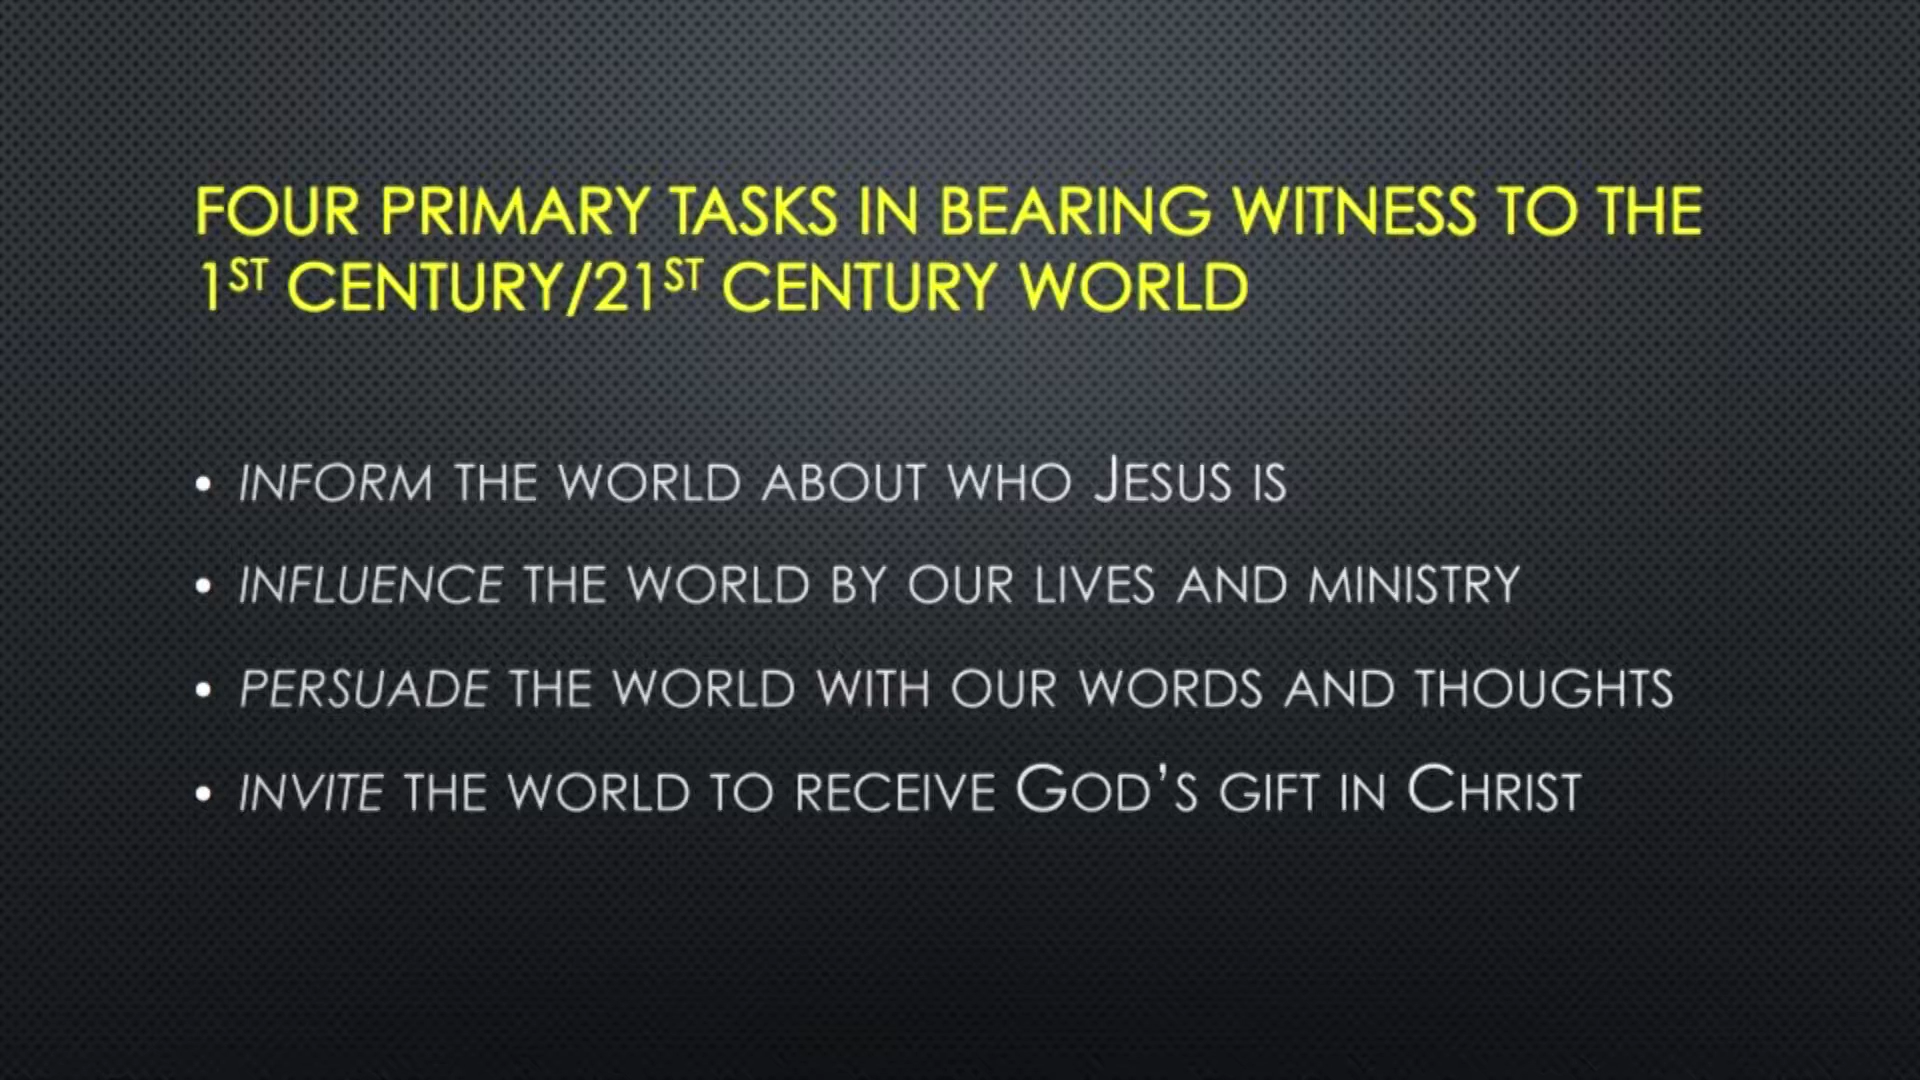 FOUR PRIMARY TASKS IN BEARING WITNESS TO THE
1ST CENTURY/21ST CENTURY WORLD
• INFORM THE WORLD ABOUT WHO JESUS IS
• INFLUENCE THE WORLD BY OUR LIVES AND MINISTRY
• PERSUADE THE WORLD WITH OUR WORDS AND THOUGHTS
• INVITE THE WORLD TO RECEIVE GOD’S GIFT IN CHRIST